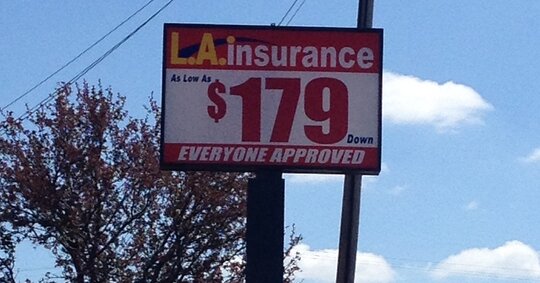 L.A.insurance
As Low As
$179
Down
EVERYONE APPROVED